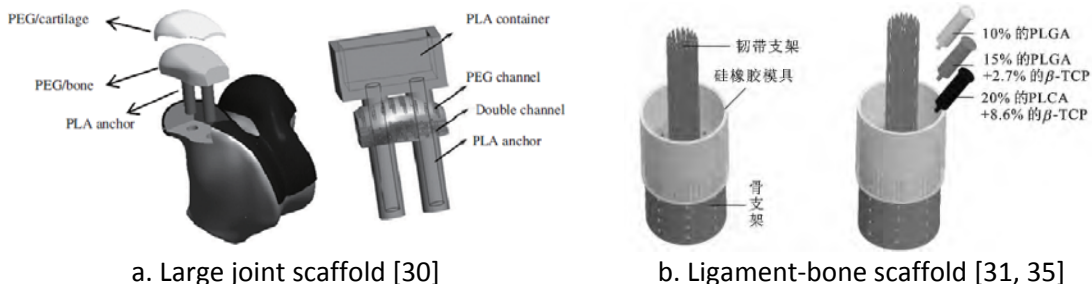 PEG/cartilage
PEG/bone
PLA anchor
PLA container
PEG channel
Double channel
PLA anchor
a. Large joint scaffold [30]
韧带支架
硅橡胶模具
骨支架
10% 的PLGA
15% 的PLGA
+2.7% 的β-TCP
20% 的PLCA
+8.6% 的β-TCP
b. Ligament-bone scaffold [31, 35]